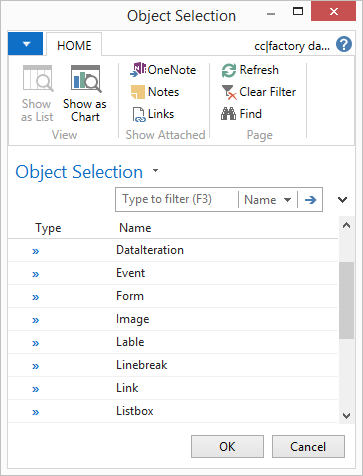 Object Selection
HOME
cc|factory da... ?
Show as List
Show as Chart
View
OneNote
Notes
Links
Show Attached
Refresh
Clear Filter
Find
Page
Object Selection
Type to filter (F3)
Name
Type Name
» DataIteration
» Event
» Form
» Image
» Lable
» Linebreak
» Link
» Listbox
OK
Cancel